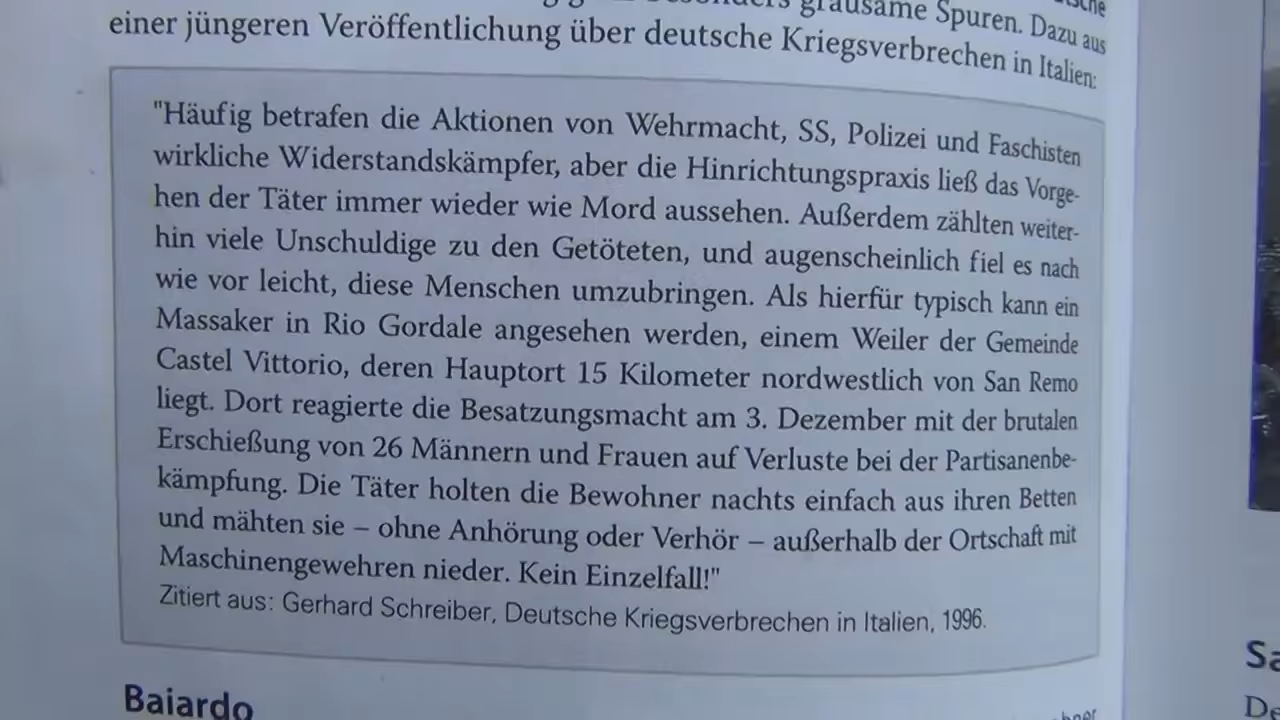 grausame Spuren. Dazu aus
einer jüngeren Veröffentlichung über deutsche Kriegsverbrechen in Italien:
"Häufig betrafen die Aktionen von Wehrmacht, SS, Polizei und Faschisten
wirkliche Widerstandskämpfer, aber die Hinrichtungspraxis ließ das Vorge-
hen der Täter immer wieder wie Mord aussehen. Außerdem zählten weiter-
hin viele Unschuldige zu den Getöteten, und augenscheinlich fiel es nach
wie vor leicht, diese Menschen umzubringen. Als hierfür typisch kann ein
Massaker in Rio Gordale angesehen werden, einem Weiler der Gemeinde
Castel Vittorio, deren Hauptort 15 Kilometer nordwestlich von San Remo
liegt. Dort reagierte die Besatzungsmacht am 3. Dezember mit der brutalen
Erschießung von 26 Männern und Frauen auf Verluste bei der Partisanenbe-
kämpfung. Die Täter holten die Bewohner nachts einfach aus ihren Betten
und mähten sie – ohne Anhörung oder Verhör – außerhalb der Ortschaft mit
Maschinengewehren nieder. Kein Einzelfall!"
Zitiert aus: Gerhard Schreiber, Deutsche Kriegsverbrechen in Italien, 1996.
Baiardo